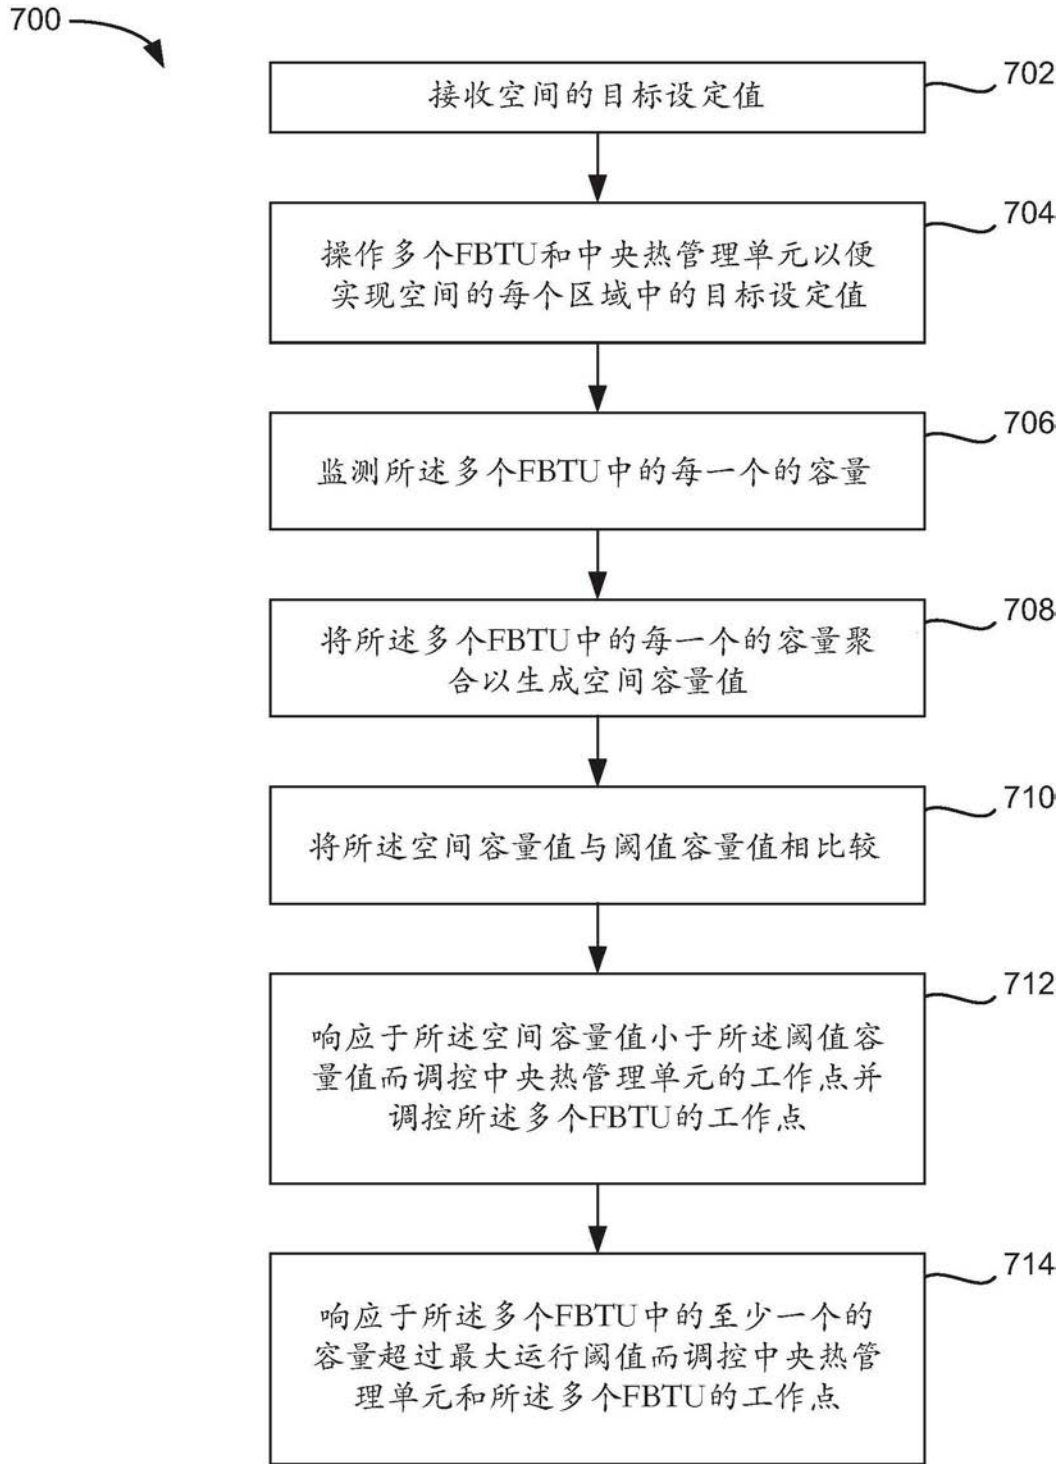 700
702
接收空间的目标设定值
704
操作多个FBTU和中央热管理单元以便
实现空间的每个区域中的目标设定值
706
监测所述多个FBTU中的每一个的容量
708
将所述多个FBTU中的每一个的容量聚
合以生成空间容量值
710
将所述空间容量值与阈值容量值相比较
712
响应于所述空间容量值小于所述阈值容
量值而调控中央热管理单元的工作点并
调控所述多个FBTU的工作点
714
响应于所述多个FBTU中的至少一个的
容量超过最大运行阈值而调控中央热管
理单元和所述多个FBTU的工作点